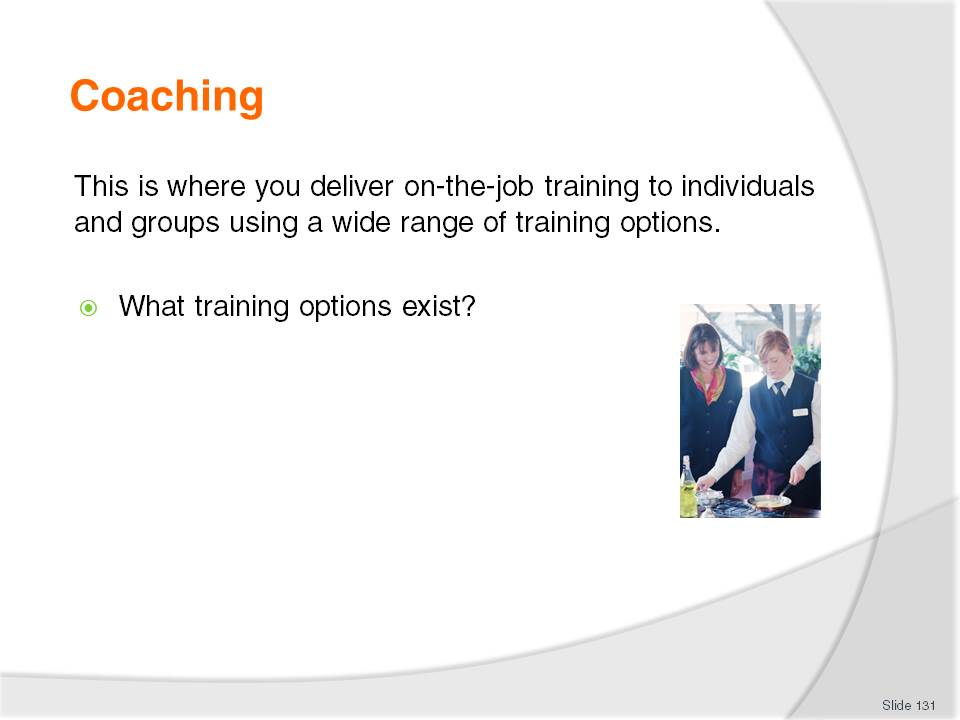 Coaching
This is where you deliver on-the-job training to individuals
and groups using a wide range of training options.
What training options exist?
Slide 131